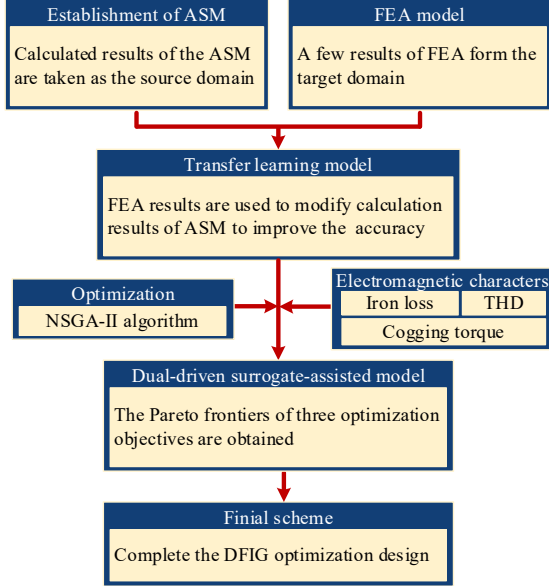 Establishment of ASM
Calculated results of the ASM
are taken as the source domain
FEA model
A few results of FEA form the
target domain
Transfer learning model
FEA results are used to modify calculation
results of ASM to improve the accuracy
Optimization
NSGA-II algorithm
Electromagnetic characters
Iron loss
THD
Cogging torque
Dual-driven surrogate-assisted model
The Pareto frontiers of three optimization
objectives are obtained
Finial scheme
Complete the DFIG optimization design